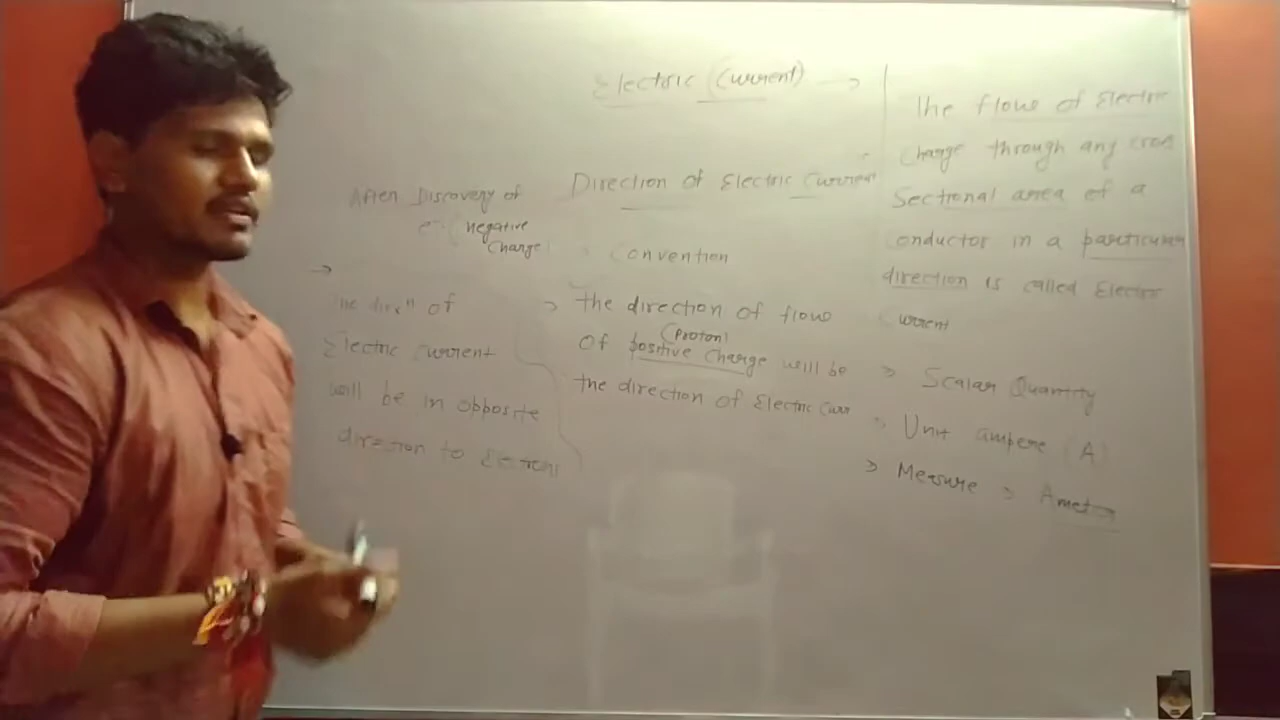 Electric (Current) →
The flow of Electric
Charge through any cross
Sectional area of a
conductor in a particular
direction is called Electric
Current
» Scalar Quantity
» Unit ampere (A)
» Measure »
Direction of Electric Current
Convention
» the direction of flow
of positive charge will be
(Proton)
the direction of Electric Curr
After Discovery of
e⁻ (negative
Charge)
→
The dirⁿ of
Electric current
will be in opposite
direction to